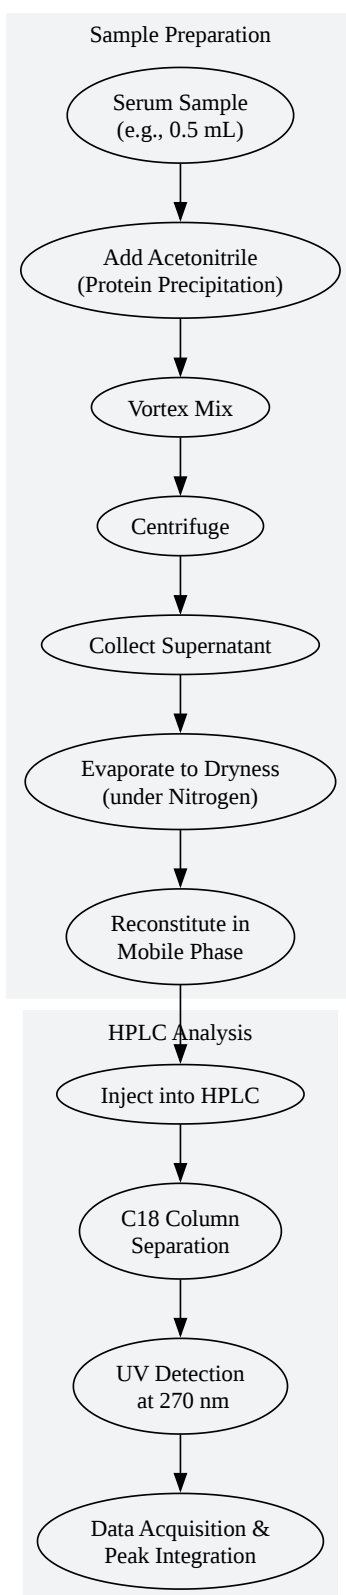 Sample Preparation
Serum Sample
(e.g., 0.5 mL)
Add Acetonitrile
(Protein Precipitation)
Vortex Mix
Centrifuge
Collect Supernatant
Evaporate to Dryness
(under Nitrogen)
Reconstitute in
Mobile Phase
HPLC Analysis
Inject into HPLC
C18 Column
Separation
UV Detection
at 270 nm
Data Acquisition &
Peak Integration